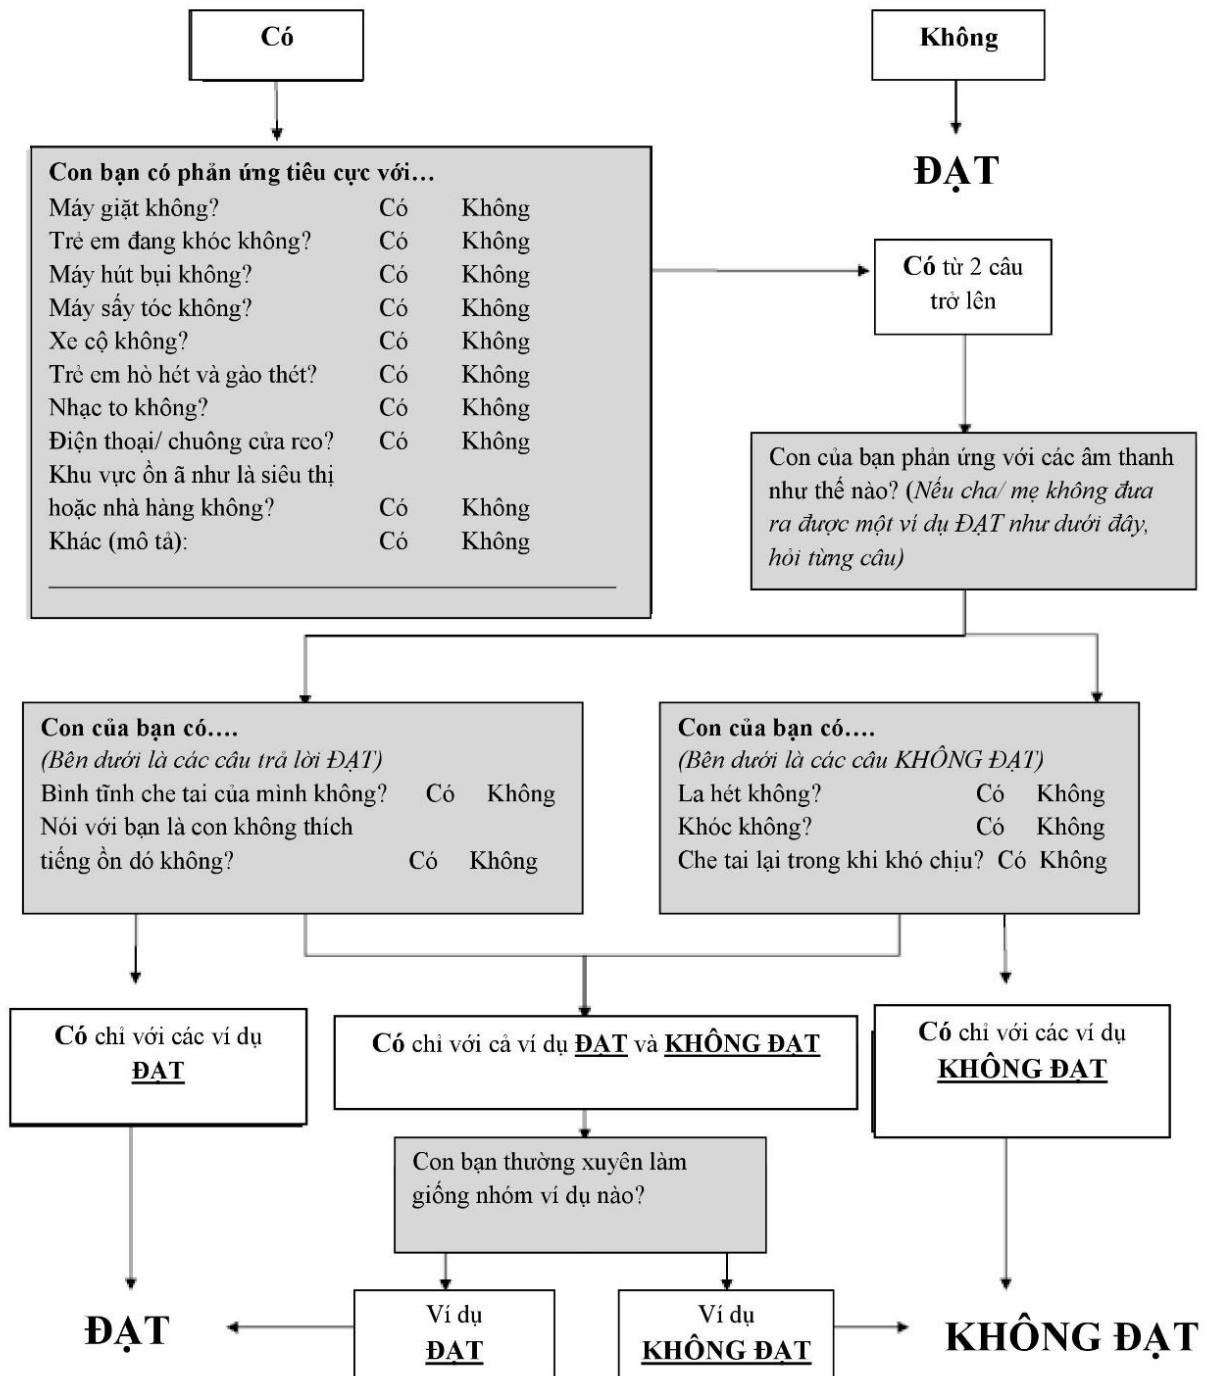 Có
Không
ĐẠT
Con bạn có phản ứng tiêu cực với…
Máy giặt không? Có Không
Trẻ em đang khóc không? Có Không
Máy hút bụi không? Có Không
Máy sấy tóc không? Có Không
Xe cộ không? Có Không
Trẻ em hò hét và gào thét? Có Không
Nhạc to không? Có Không
Điện thoại/ chuông cửa reo? Có Không
Khu vực ồn ã như là siêu thị
hoặc nhà hàng không? Có Không
Khác (mô tả): Có Không
Có từ 2 câu
trở lên
Con của bạn phản ứng với các âm thanh
như thế nào? (Nếu cha/ mẹ không đưa
ra được một ví dụ ĐẠT như dưới đây,
hỏi từng câu)
Con của bạn có….
(Bên dưới là các câu trả lời ĐẠT)
Bình tĩnh che tai của mình không? Có Không
Nói với bạn là con không thích
tiếng ồn đó không? Có Không
Con của bạn có….
(Bên dưới là các câu KHÔNG ĐẠT)
La hét không? Có Không
Khóc không? Có Không
Che tai lại trong khi khó chịu? Có Không
Có chỉ với các ví dụ
ĐẠT
Có chỉ với cả ví dụ ĐẠT và KHÔNG ĐẠT
Có chỉ với các ví dụ
KHÔNG ĐẠT
Con bạn thường xuyên làm
giống nhóm ví dụ nào?
ĐẠT
Ví dụ
ĐẠT
Ví dụ
KHÔNG ĐẠT
KHÔNG ĐẠT